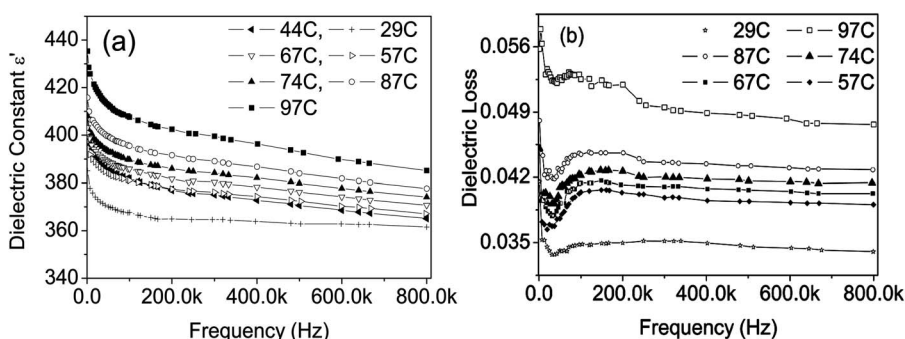 (a)
44C, 29C
67C, 57C
74C, 87C
97C
440
420
400
380
360
340
Dielectric Constant ε'
0.0 200.0k 400.0k 600.0k 800.0k
Frequency (Hz)
(b)
29C 97C
87C 74C
67C 57C
0.056
0.049
0.042
0.035
Dielectric Loss
0.0 200.0k 400.0k 600.0k 800.0k
Frequency (Hz)